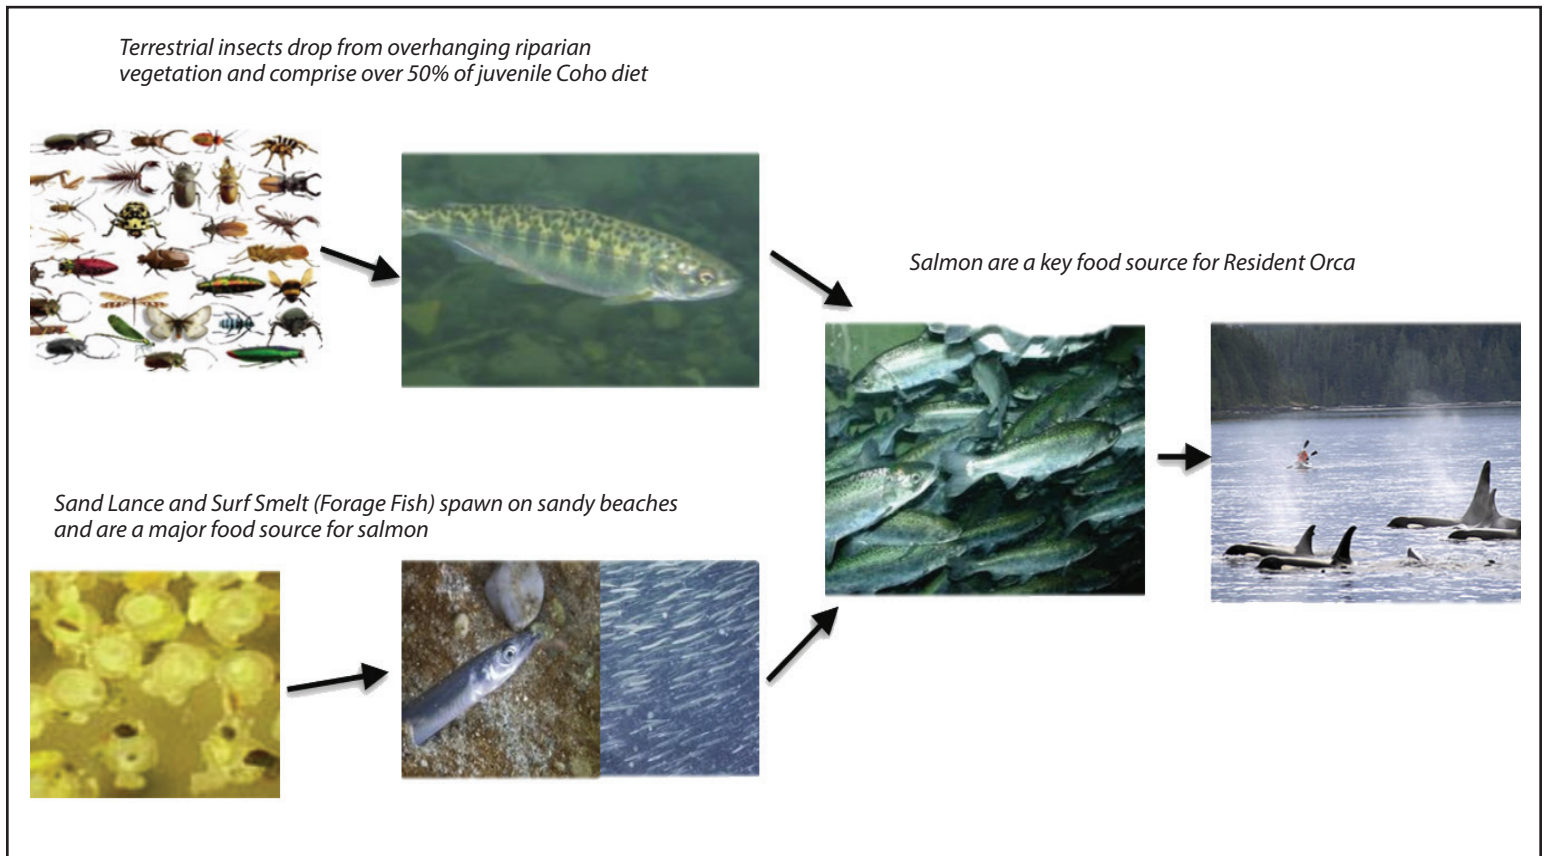 Terrestrial insects drop from overhanging riparian
vegetation and comprise over 50% of juvenile Coho diet
Salmon are a key food source for Resident Orca
Sand Lance and Surf Smelt (Forage Fish) spawn on sandy beaches
and are a major food source for salmon